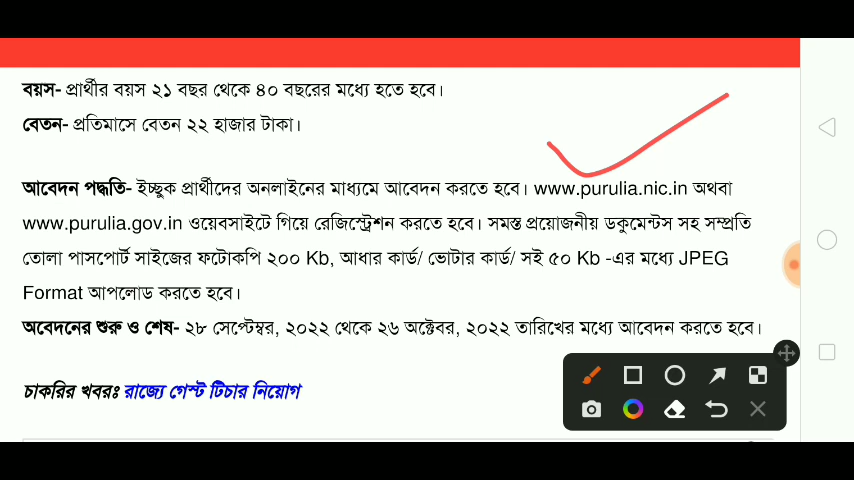 বয়স- প্রার্থীর বয়স ২১ বছর থেকে ৪০ বছরের মধ্যে হতে হবে।
বেতন- প্রতিমাসে বেতন ২২ হাজার টাকা।
আবেদন পদ্ধতি- ইচ্ছুক প্রার্থীদের অনলাইনের মাধ্যমে আবেদন করতে হবে। www.purulia.nic.in অথবা
www.purulia.gov.in ওয়েবসাইটে গিয়ে রেজিস্ট্রেশন করতে হবে। সমস্ত প্রয়োজনীয় ডকুমেন্টস সহ সম্প্রতি
তোলা পাসপোর্ট সাইজের ফটোকপি ২০০ Kb, আধার কার্ড/ ভোটার কার্ড/ সই ৫০ Kb -এর মধ্যে JPEG
Format আপলোড করতে হবে।
অবেদনের শুরু ও শেষ- ২৮ সেপ্টেম্বর, ২০২২ থেকে ২৬ অক্টেবর, ২০২২ তারিখের মধ্যে আবেদন করতে হবে।
চাকরির খবরঃ রাজ্যে গেস্ট টিচার নিয়োগ